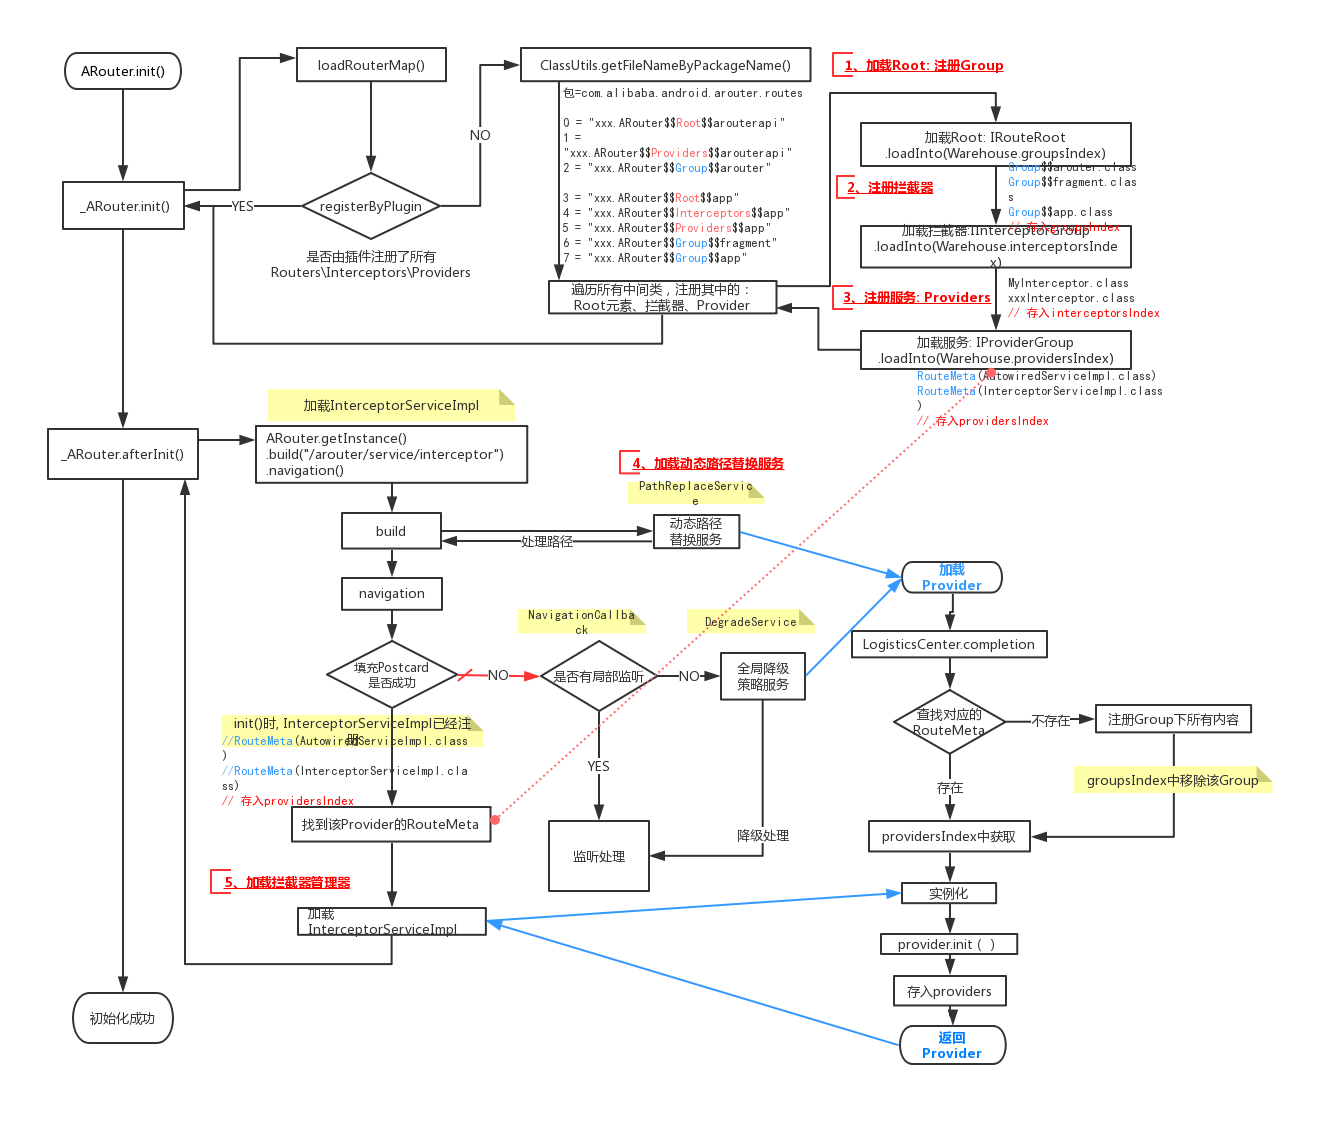 ARouter.init()
loadRouterMap()
ClassUtils.getFileNameByPackageName()
1、加载Root: 注册Group
包=com.alibaba.android.arouter.routes
0 = "xxx.ARouter$$Root$$arouterapi"
1 =
"xxx.ARouter$$Providers$$arouterapi"
2 = "xxx.ARouter$$Group$$arouter"
3 = "xxx.ARouter$$Root$$app"
4 = "xxx.ARouter$$Interceptors$$app"
5 = "xxx.ARouter$$Providers$$app"
6 = "xxx.ARouter$$Group$$fragment"
7 = "xxx.ARouter$$Group$$app"
NO
加载Root: IRouteRoot
.loadInto(Warehouse.groupsIndex)
Group$$arouter.class
Group$$fragment.clas
s
Group$$app.class
// 存入groupsIndex
2、注册拦截器
_ARouter.init()
YES
registerByPlugin
是否由插件注册了所有
Routers\Interceptors\Providers
加载拦截器:IInterceptorGroup
.loadInto(Warehouse.interceptorsInde
x)
遍历所有中间类，注册其中的：
Root元素、拦截器、Provider
3、注册服务: Providers
MyInterceptor.class
xxxInterceptor.class
// 存入interceptorsIndex
加载服务: IProviderGroup
.loadInto(Warehouse.providersIndex)
RouteMeta(AutowiredServiceImpl.class)
RouteMeta(InterceptorServiceImpl.class
)
// 存入providersIndex
加载InterceptorServiceImpl
_ARouter.afterInit()
ARouter.getInstance()
.build("/arouter/service/interceptor")
.navigation()
4、加载动态路径替换服务
PathReplaceServic
e
build
处理路径
动态路径
替换服务
加载
Provider
navigation
NavigationCallba
ck
DegradeService
LogisticsCenter.completion
填充Postcard
是否成功
NO
是否有局部监听
NO
全局降级
策略服务
查找对应的
RouteMeta
不存在
注册Group下所有内容
init()时, InterceptorServiceImpl已经注
册
//RouteMeta(AutowiredServiceImpl.class
)
//RouteMeta(InterceptorServiceImpl.cla
ss)
// 存入providersIndex
YES
存在
groupsIndex中移除该Group
找到该Provider的RouteMeta
监听处理
降级处理
providersIndex中获取
5、加载拦截器管理器
加载
InterceptorServiceImpl
实例化
provider.init（）
存入providers
初始化成功
返回
Provider